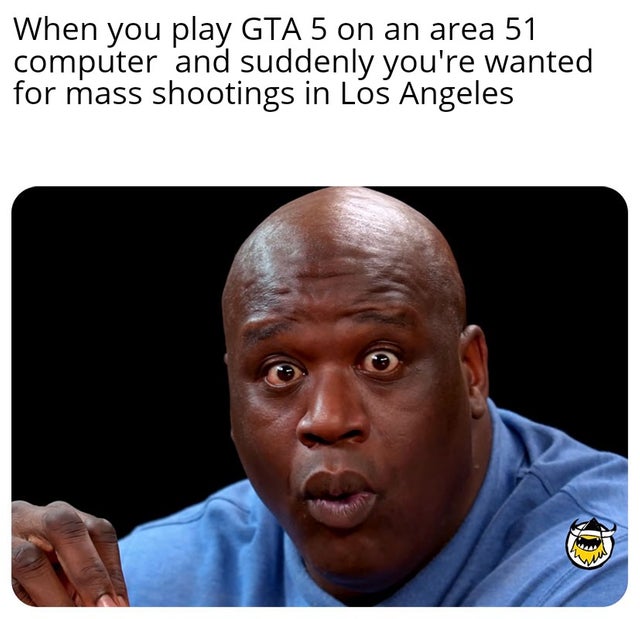 When you play GTA 5 on an area 51
computer  and suddenly you're wanted
for mass shootings in Los Angeles